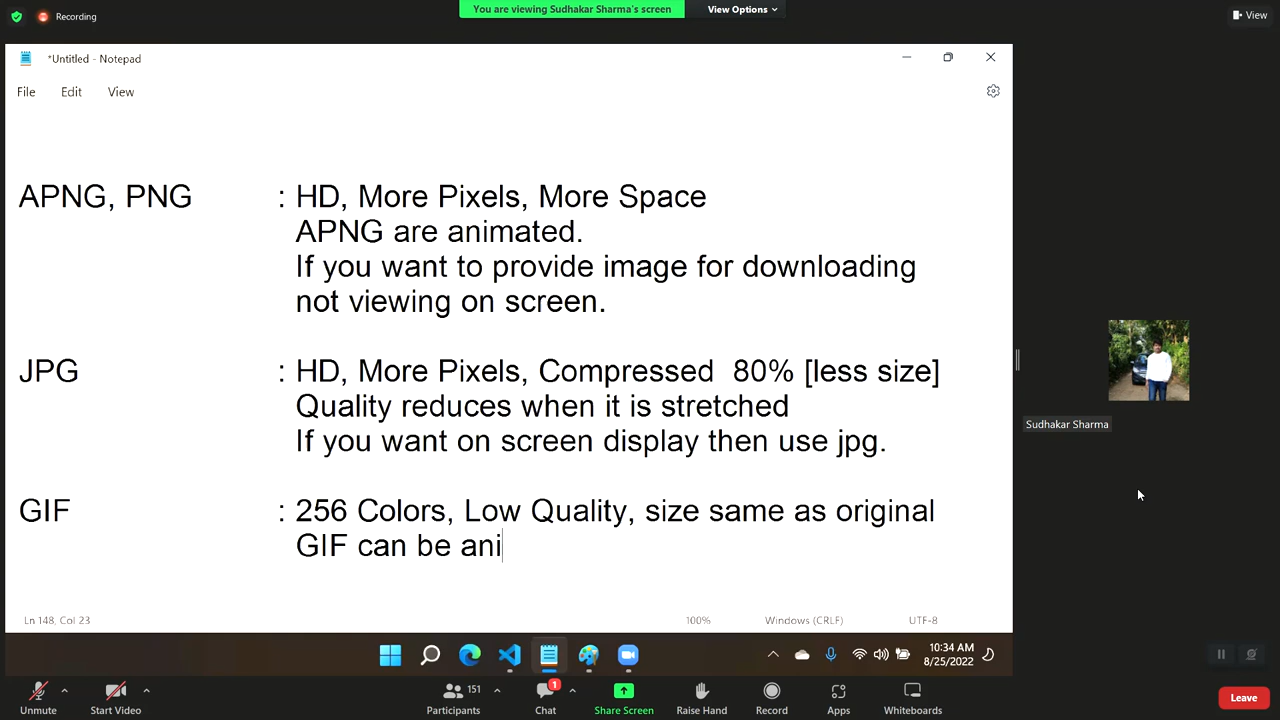 Recording
You are viewing Sudhakar Sharma's screen
View Options
View
*Untitled - Notepad
File Edit View
APNG, PNG : HD, More Pixels, More Space
APNG are animated.
If you want to provide image for downloading
not viewing on screen.
JPG : HD, More Pixels, Compressed 80% [less size]
Quality reduces when it is stretched
If you want on screen display then use jpg.
GIF : 256 Colors, Low Quality, size same as original
GIF can be ani
Sudhakar Sharma
Ln 148, Col 23 100% Windows (CRLF) UTF-8
10:34 AM
8/25/2022
151
1
Unmute Start Video Participants Chat Share Screen Raise Hand Record Apps Whiteboards Leave